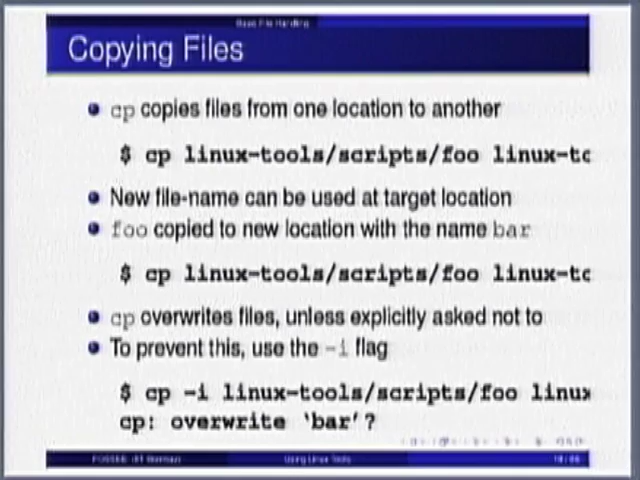 Basic File Handling
Copying Files
cp copies files from one location to another
$ cp linux-tools/scripts/foo linux-to
New file-name can be used at target location
foo copied to new location with the name bar
$ cp linux-tools/scripts/foo linux-to
cp overwrites files, unless explicitly asked not to
To prevent this, use the -i flag
$ cp -i linux-tools/scripts/foo linux
cp: overwrite 'bar'?
Using Linux Tools